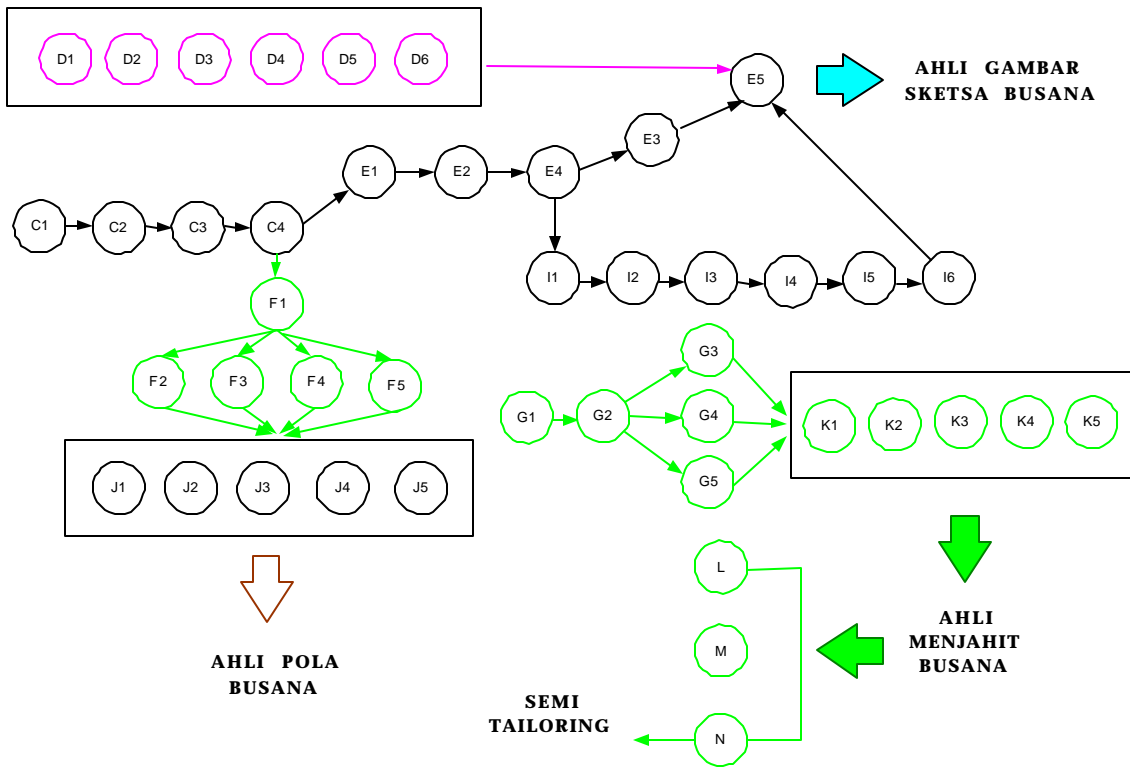 D1 D2 D3 D4 D5 D6
E5
AHLI GAMBAR
SKETSA BUSANA
E3
E1 E2 E4
C1 C2 C3 C4
I1 I2 I3 I4 I5 I6
F1
F2 F3 F4 F5
G3
G1 G2 G4
G5
K1 K2 K3 K4 K5
J1 J2 J3 J4 J5
L
M
N
AHLI
MENJAHIT
BUSANA
AHLI POLA
BUSANA
SEMI
TAILORING